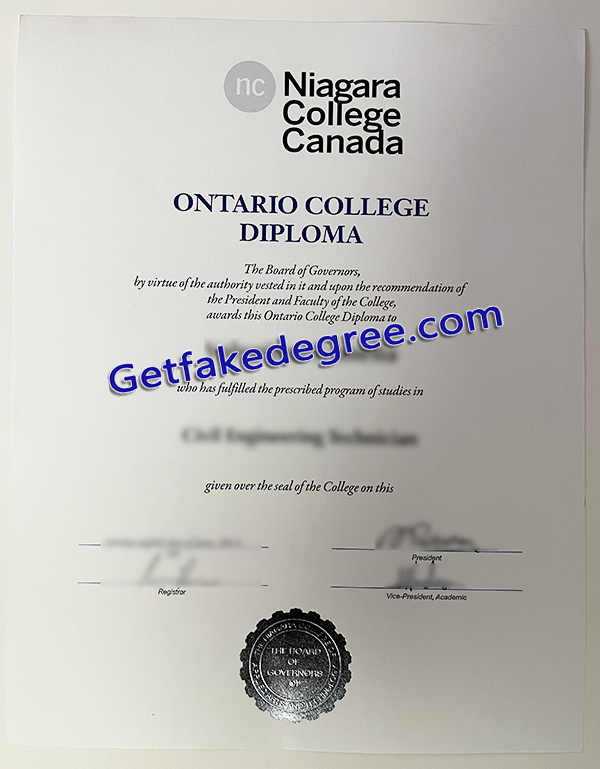 nc
Niagara
College
Canada
ONTARIO COLLEGE
DIPLOMA
The Board of Governors,
by virtue of the authority vested in it and upon the recommendation of
the President and Faculty of the College,
awards this Ontario College Diploma to
Getfakedegree.com
who has fulfilled the prescribed program of studies in
Civil Engineering Technician
given over the seal of the College on this
President
Registrar
Vice-President, Academic
THE BOARD
OF
GOVERNORS